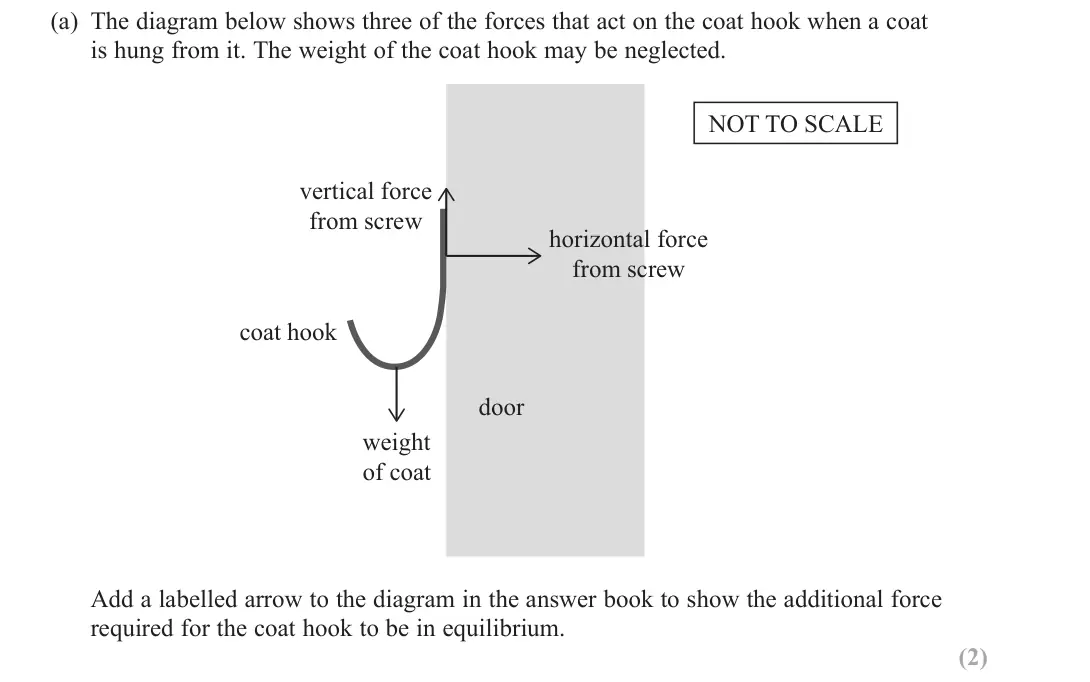 (a) The diagram below shows three of the forces that act on the coat hook when a coat
is hung from it. The weight of the coat hook may be neglected.
NOT TO SCALE
vertical force
from screw
horizontal force
from screw
coat hook
door
weight
of coat
Add a labelled arrow to the diagram in the answer book to show the additional force
required for the coat hook to be in equilibrium.
(2)